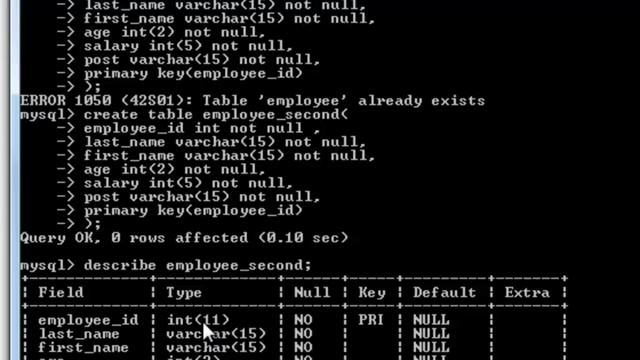 -> last_name varchar(15) not null,
-> first_name varchar(15) not null,
-> age int(2) not null,
-> salary int(5) not null,
-> post varchar(15) not null,
-> primary key(employee_id)
-> );
ERROR 1050 (42S01): Table 'employee' already exists
mysql> create table employee_second(
-> employee_id int not null ,
-> last_name varchar(15) not null,
-> first_name varchar(15) not null,
-> age int(2) not null,
-> salary int(5) not null,
-> post varchar(15) not null,
-> primary key(employee_id)
-> );
Query OK, 0 rows affected (0.10 sec)
mysql> describe employee_second;
| Field | Type | Null | Key | Default | Extra |
| employee_id | int(11) | NO | PRI | NULL | |
| last_name | varchar(15) | NO | | NULL | |
| first_name | varchar(15) | NO | | NULL | |